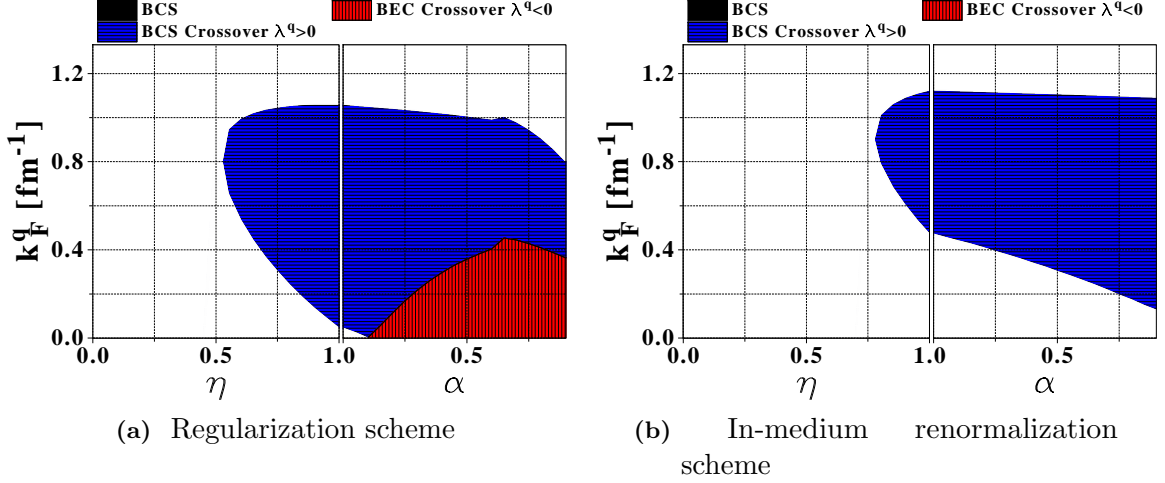 BCS
BEC Crossover λ^q<0
BCS Crossover λ^q>0
k_F^q [fm^-1]
1.2
0.8
0.4
0.0
0.0
0.5
1.0
0.5
η
α
(a) Regularization scheme
BCS
BEC Crossover λ^q<0
BCS Crossover λ^q>0
k_F^q [fm^-1]
1.2
0.8
0.4
0.0
0.0
0.5
1.0
0.5
η
α
(b) In-medium renormalization
scheme